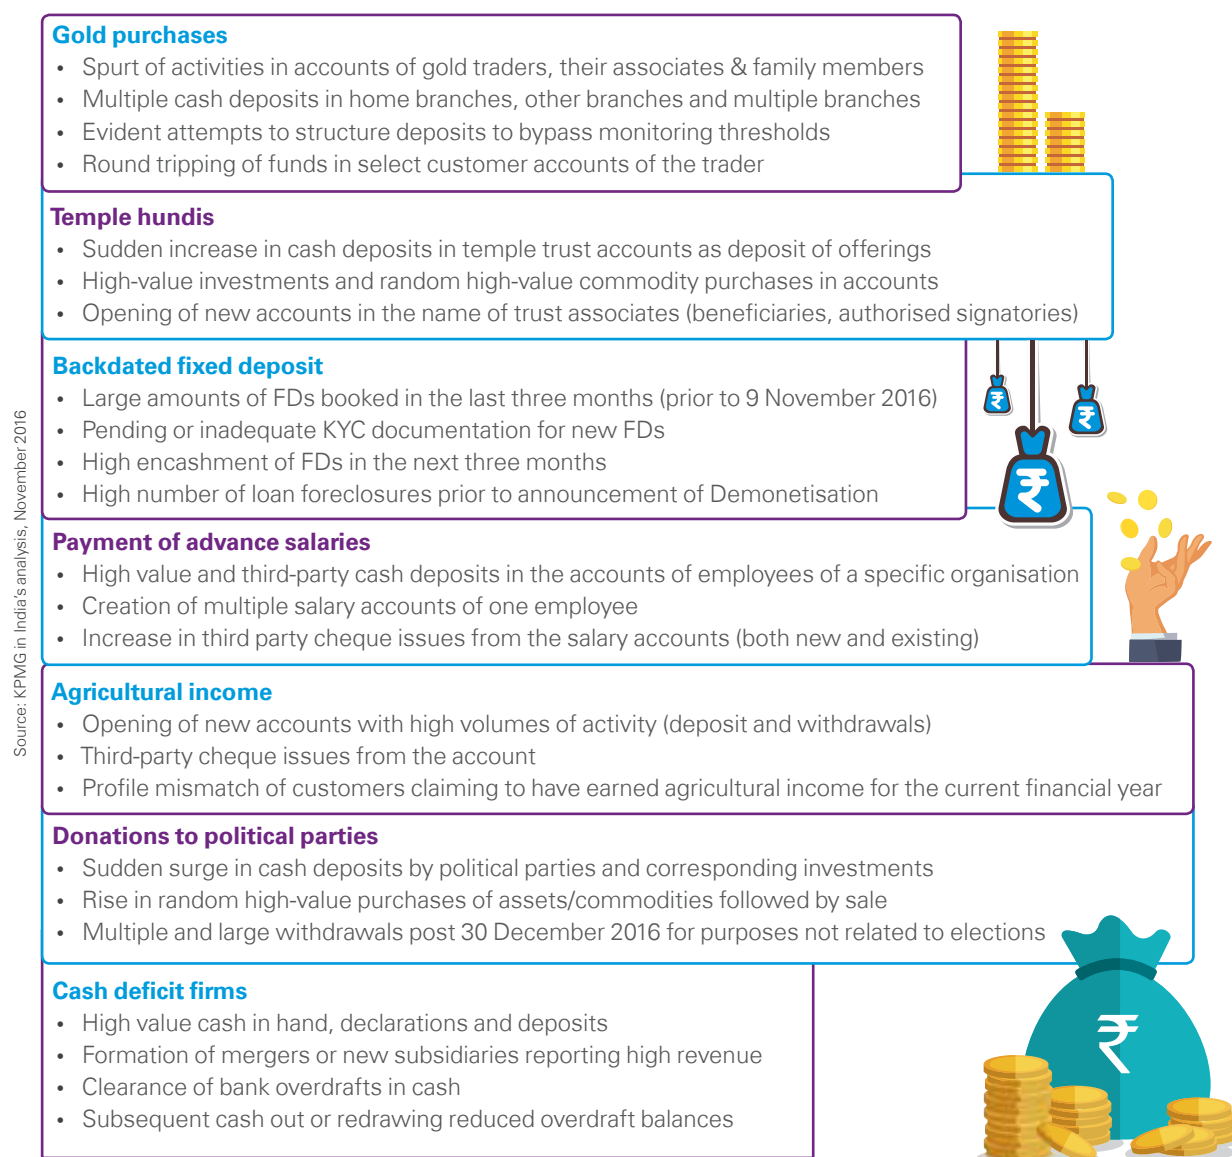 Gold purchases
• Spurt of activities in accounts of gold traders, their associates & family members
• Multiple cash deposits in home branches, other branches and multiple branches
• Evident attempts to structure deposits to bypass monitoring thresholds
• Round tripping of funds in select customer accounts of the trader
Temple hundis
• Sudden increase in cash deposits in temple trust accounts as deposit of offerings
• High-value investments and random high-value commodity purchases in accounts
• Opening of new accounts in the name of trust associates (beneficiaries, authorised signatories)
Backdated fixed deposit
• Large amounts of FDs booked in the last three months (prior to 9 November 2016)
• Pending or inadequate KYC documentation for new FDs
• High encashment of FDs in the next three months
• High number of loan foreclosures prior to announcement of Demonetisation
₹
₹
₹
Payment of advance salaries
• High value and third-party cash deposits in the accounts of employees of a specific organisation
• Creation of multiple salary accounts of one employee
• Increase in third party cheque issues from the salary accounts (both new and existing)
Agricultural income
• Opening of new accounts with high volumes of activity (deposit and withdrawals)
• Third-party cheque issues from the account
• Profile mismatch of customers claiming to have earned agricultural income for the current financial year
Donations to political parties
• Sudden surge in cash deposits by political parties and corresponding investments
• Rise in random high-value purchases of assets/commodities followed by sale
• Multiple and large withdrawals post 30 December 2016 for purposes not related to elections
Cash deficit firms
• High value cash in hand, declarations and deposits
• Formation of mergers or new subsidiaries reporting high revenue
• Clearance of bank overdrafts in cash
• Subsequent cash out or redrawing reduced overdraft balances
₹
Source: KPMG in India's analysis, November 2016